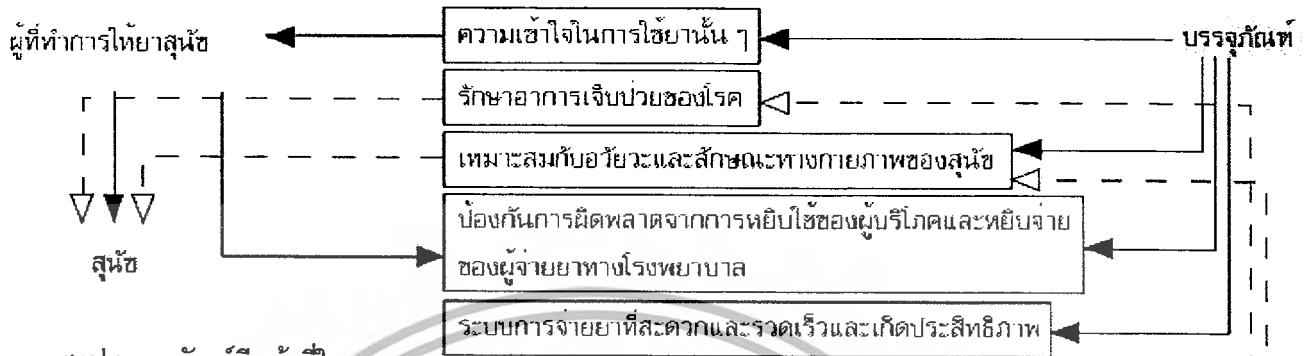 ผู้ที่ทำการให้ยาสุนัข
ความเข้าใจในการใช้ยานั้น ๆ
บรรจุภัณฑ์
รักษาอาการเจ็บป่วยของโรค
เหมาะสมกับอวัยวะและลักษณะทางกายภาพของสุนัข
ป้องกันการผิดพลาดจากการหยิบใช้ของผู้บริโภคและหยิบจ่าย
ของผู้จ่ายยาทางโรงพยาบาล
สุนัข
ระบบการจ่ายยาที่สะดวกและรวดเร็วและเกิดประสิทธิภาพ